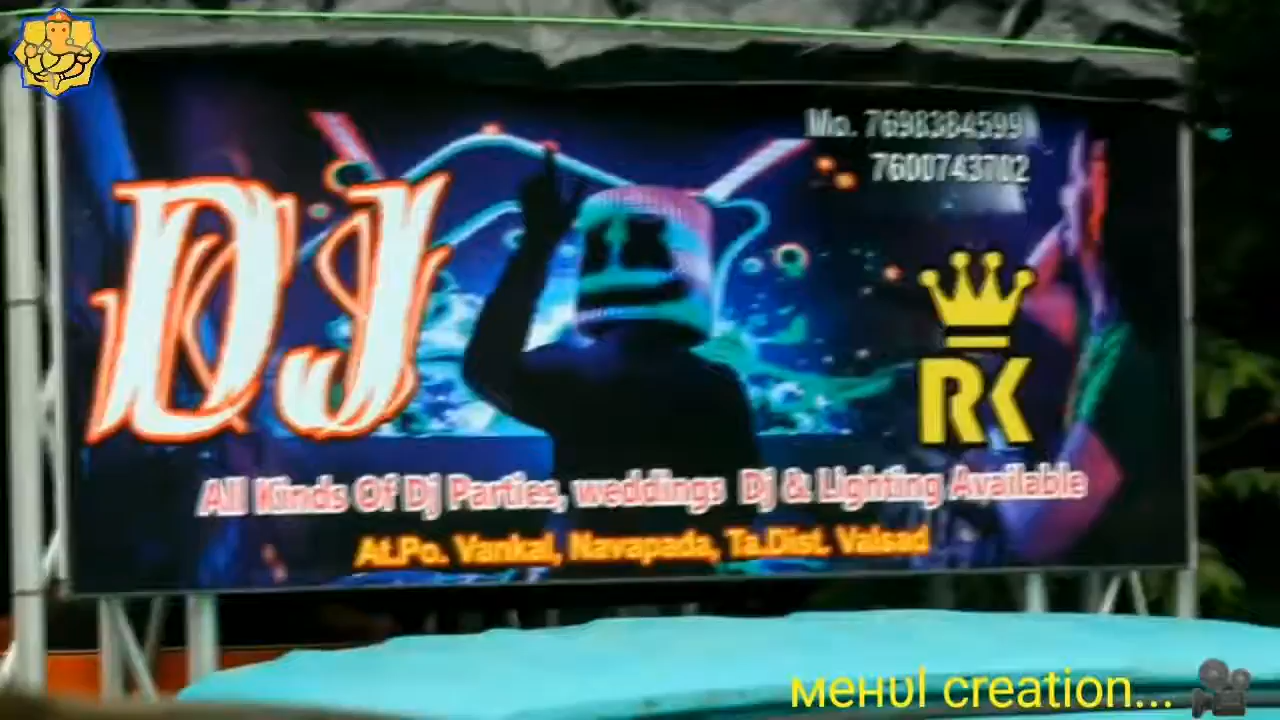 Mo. 7698384599
7600743702
DJ
RK
All Kinds Of Dj Parties, weddings Dj & Lighting Available
At.Po. Vankal, Navapada, Ta.Dist. Valsad
мeнυl creation...